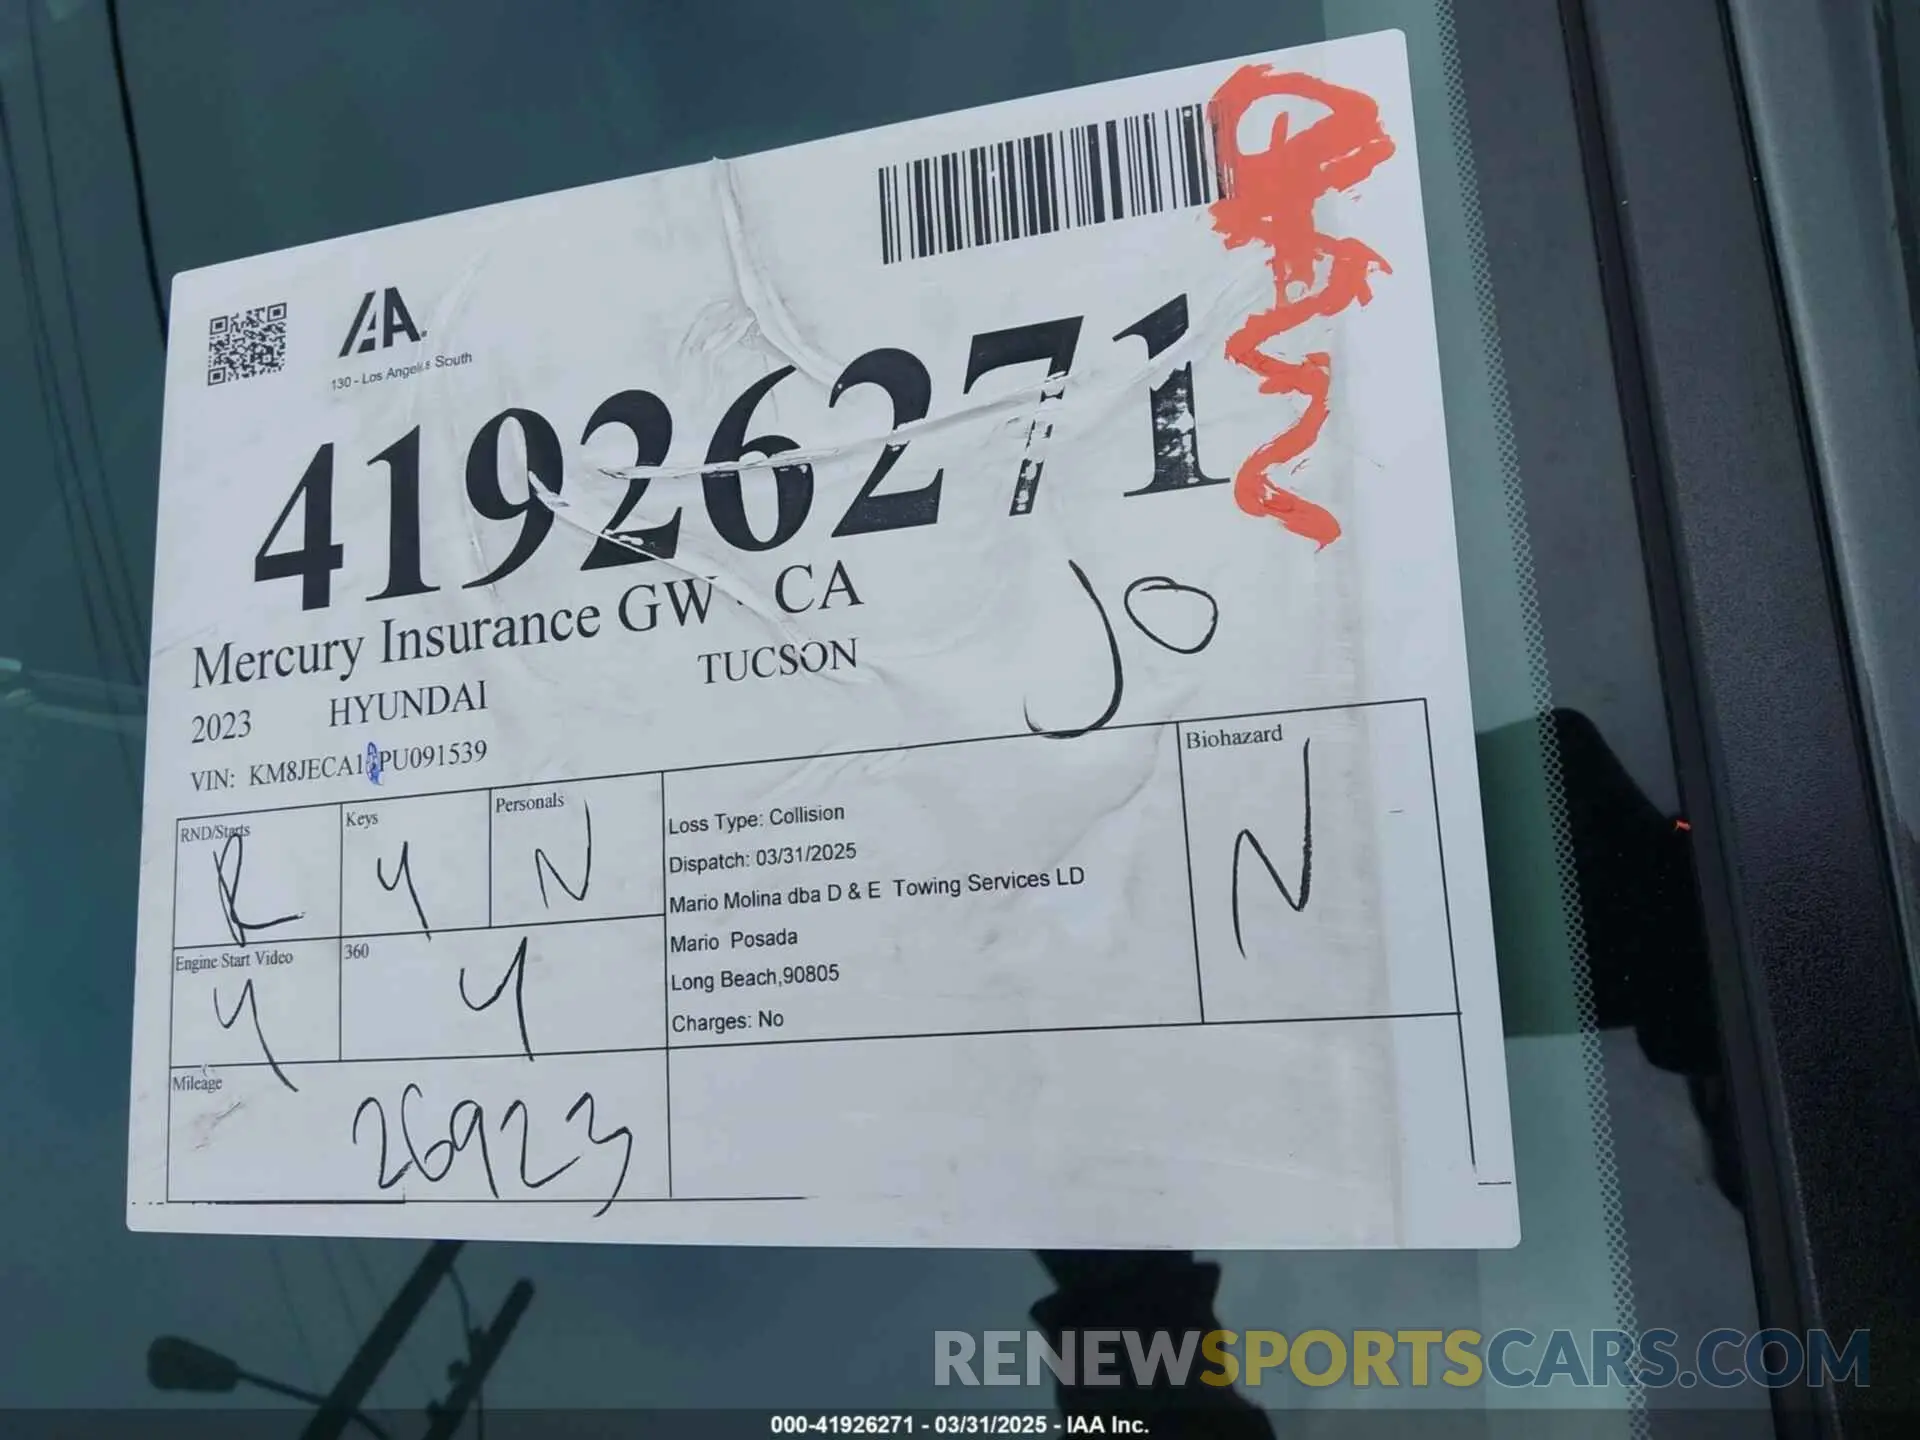 IAA.
130 - Los Angeles South
41926271
Mercury Insurance GW - CA
2023 HYUNDAI TUCSON
JO
VIN: KM8JECA1 PU091539
RND/Starts
R
Keys
Y
Personals
N
Engine Start Video
Y
360
Y
Mileage
26923
Loss Type: Collision
Dispatch: 03/31/2025
Mario Molina dba D & E Towing Services LD
Mario Posada
Long Beach,90805
Charges: No
Biohazard
N
RENEWSPORTSCARS.COM
000-41926271 - 03/31/2025 - IAA Inc.